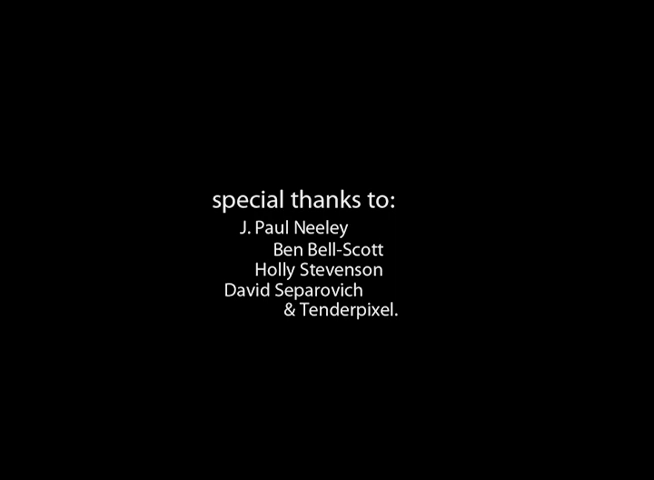 special thanks to:
J. Paul Neeley
Ben Bell-Scott
Holly Stevenson
David Separovich
& Tenderpixel.